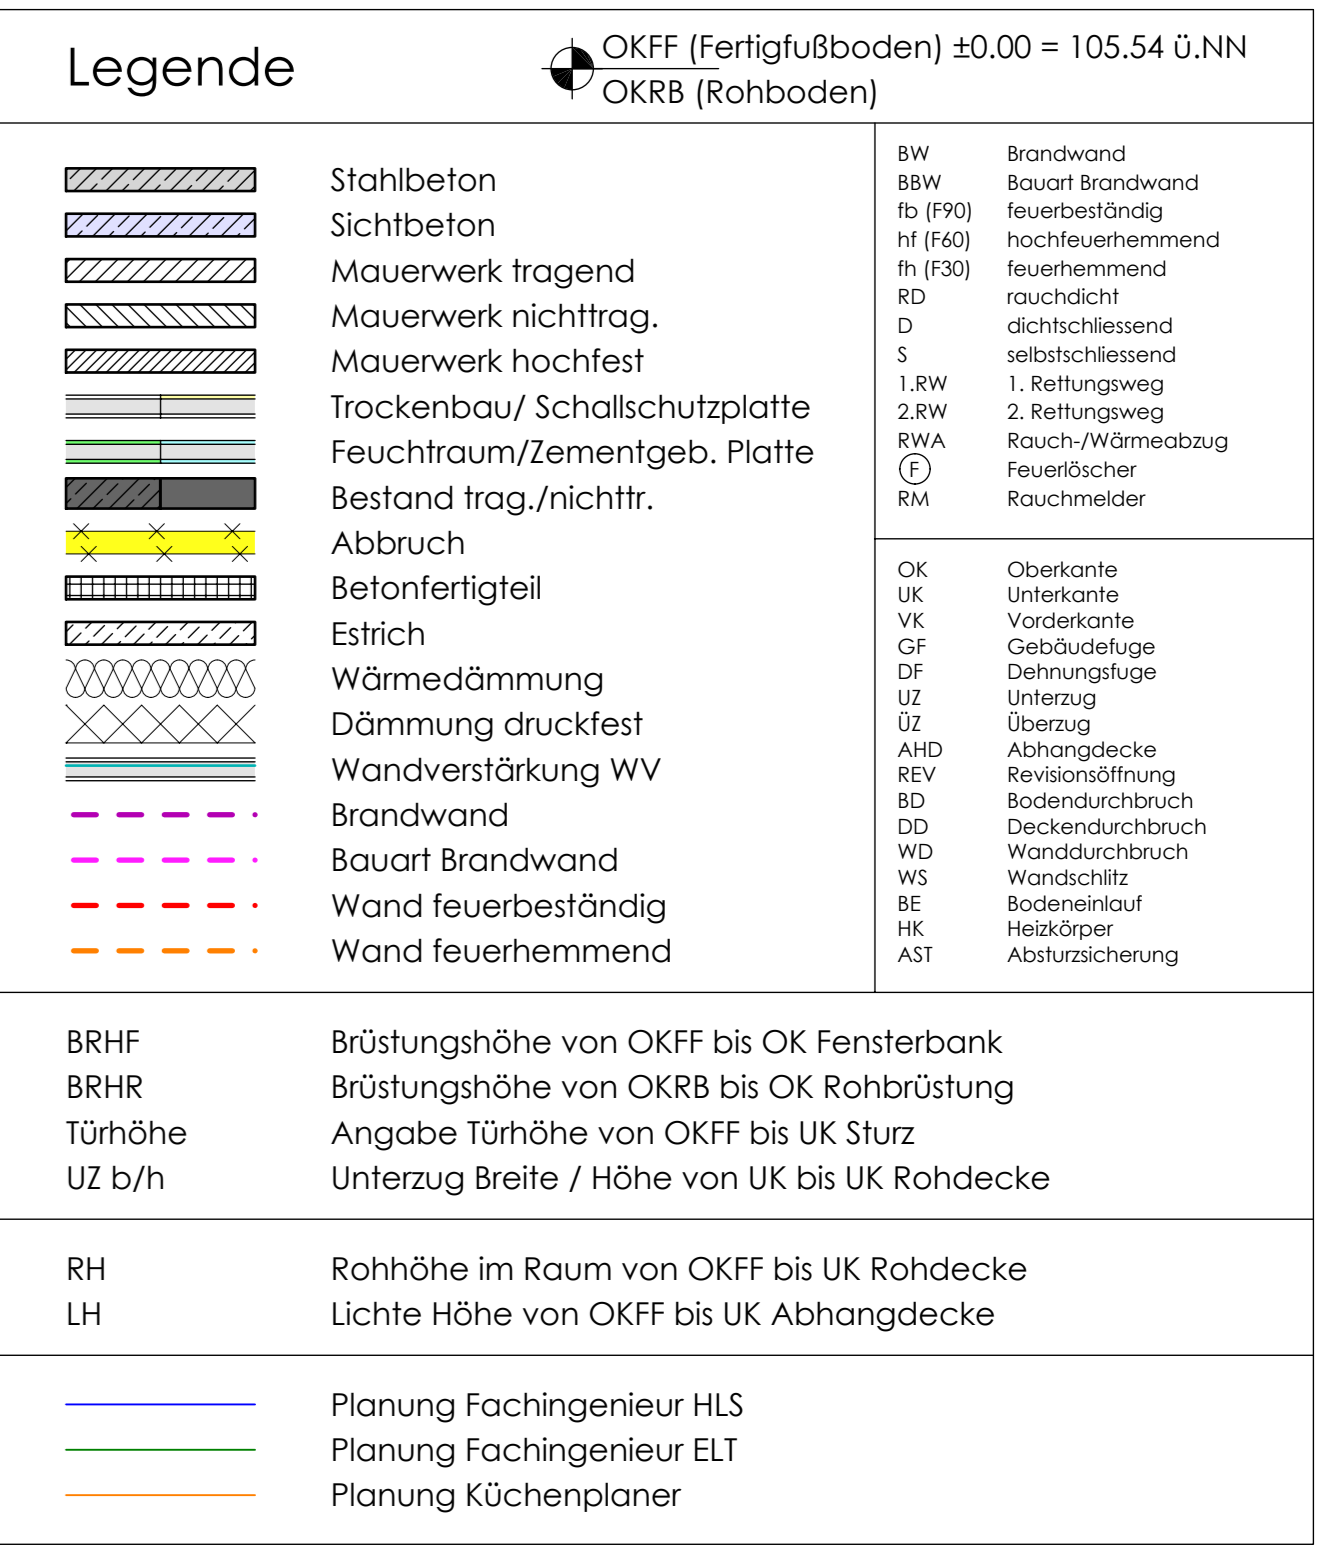 Legende
OKFF (Fertigfußboden) ±0.00 = 105.54 ü.NN
OKRB (Rohboden)
Stahlbeton
Sichtbeton
Mauerwerk tragend
Mauerwerk nichttrag.
Mauerwerk hochfest
Trockenbau/ Schallschutzplatte
Feuchtraum/Zementgeb. Platte
Bestand trag./nichttr.
Abbruch
Betonfertigteil
Estrich
Wärmedämmung
Dämmung druckfest
Wandverstärkung WV
Brandwand
Bauart Brandwand
Wand feuerbeständig
Wand feuerhemmend
BW Brandwand
BBW Bauart Brandwand
fb (F90) feuerbeständig
hf (F60) hochfeuerhemmend
fh (F30) feuerhemmend
RD rauchdicht
D dichtschliessend
S selbstschliessend
1.RW 1. Rettungsweg
2.RW 2. Rettungsweg
RWA Rauch-/Wärmeabzug
F Feuerlöscher
RM Rauchmelder
OK Oberkante
UK Unterkante
VK Vorderkante
GF Gebäudefuge
DF Dehnungsfuge
UZ Unterzug
ÜZ Überzug
AHD Abhangdecke
REV Revisionsöffnung
BD Bodendurchbruch
DD Deckendurchbruch
WD Wanddurchbruch
WS Wandschlitz
BE Bodeneinlauf
HK Heizkörper
AST Absturzsicherung
BRHF Brüstungshöhe von OKFF bis OK Fensterbank
BRHR Brüstungshöhe von OKRB bis OK Rohbrüstung
Türhöhe Angabe Türhöhe von OKFF bis UK Sturz
UZ b/h Unterzug Breite / Höhe von UK bis UK Rohdecke
RH Rohhöhe im Raum von OKFF bis UK Rohdecke
LH Lichte Höhe von OKFF bis UK Abhangdecke
Planung Fachingenieur HLS
Planung Fachingenieur ELT
Planung Küchenplaner